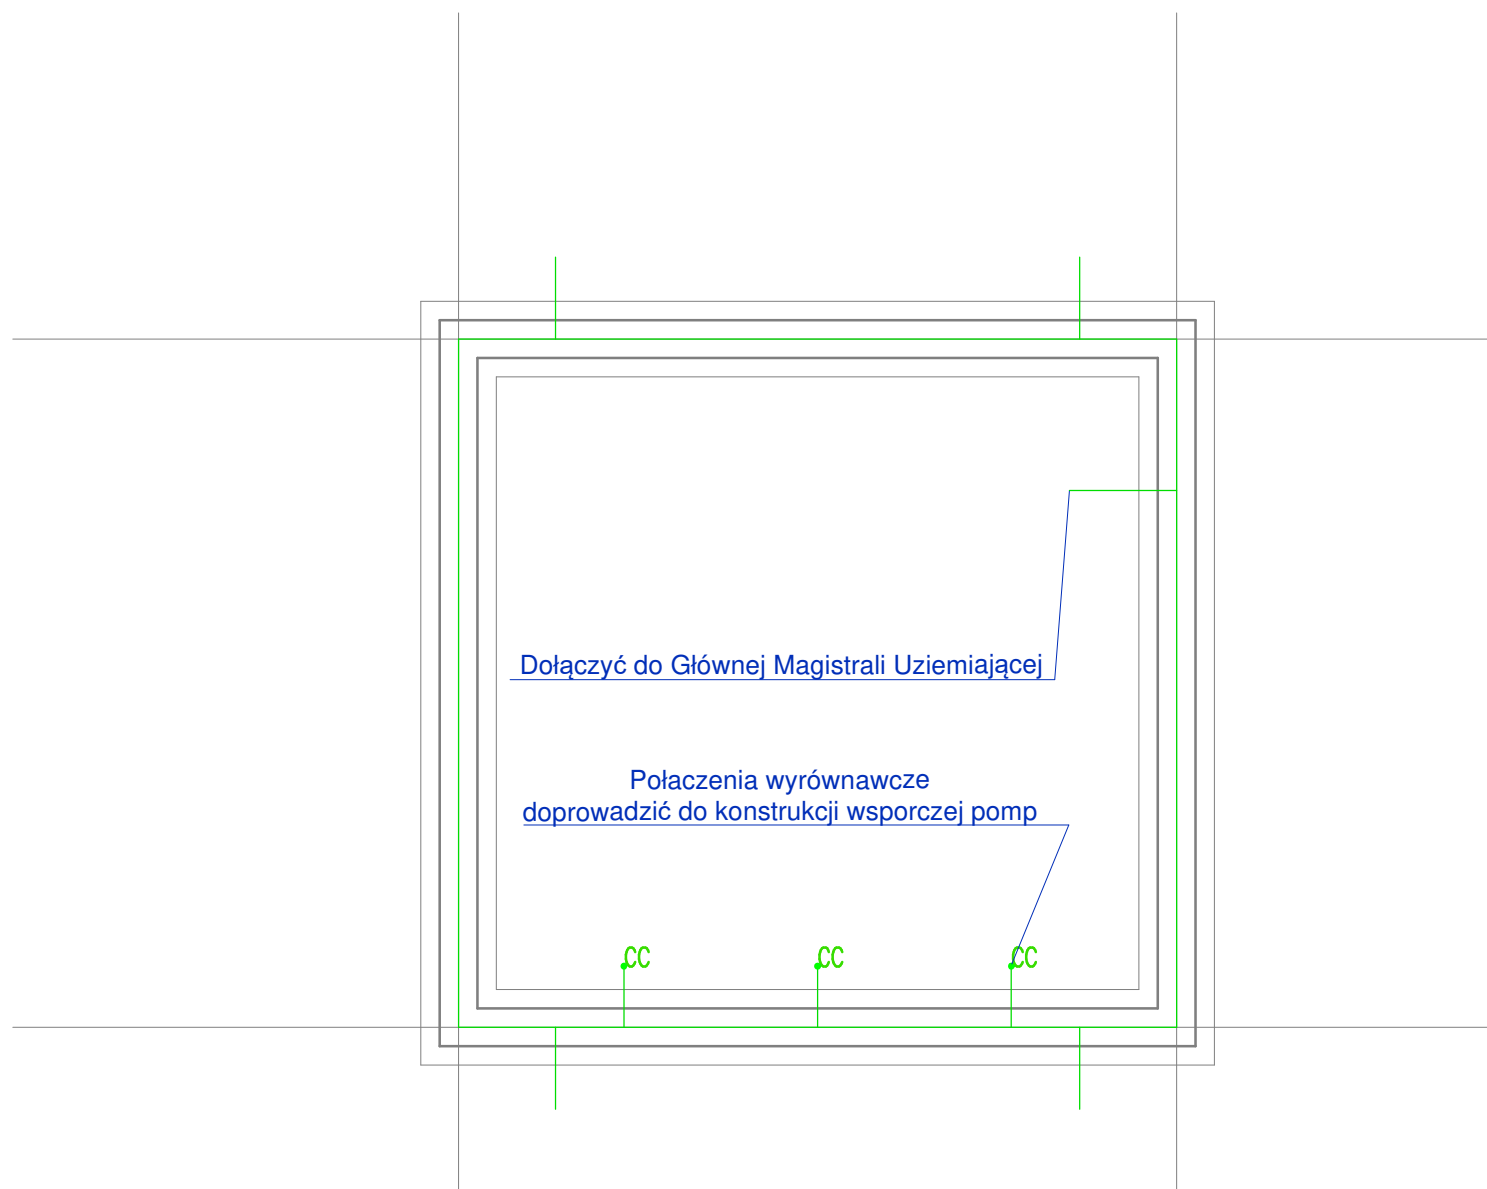 Dołączyć do Głównej Magistrali Uziemiającej
Połaczenia wyrównawcze
doprowadzić do konstrukcji wsporczej pomp
CC CC CC